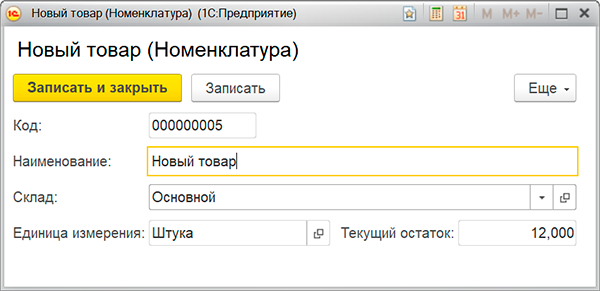 Новый товар (Номенклатура) (1С:Предприятие)
M M+ M-
Новый товар (Номенклатура)
Записать и закрыть Записать Еще
Код: 000000005
Наименование: Новый товар
Склад: Основной
Единица измерения: Штука Текущий остаток: 12,000